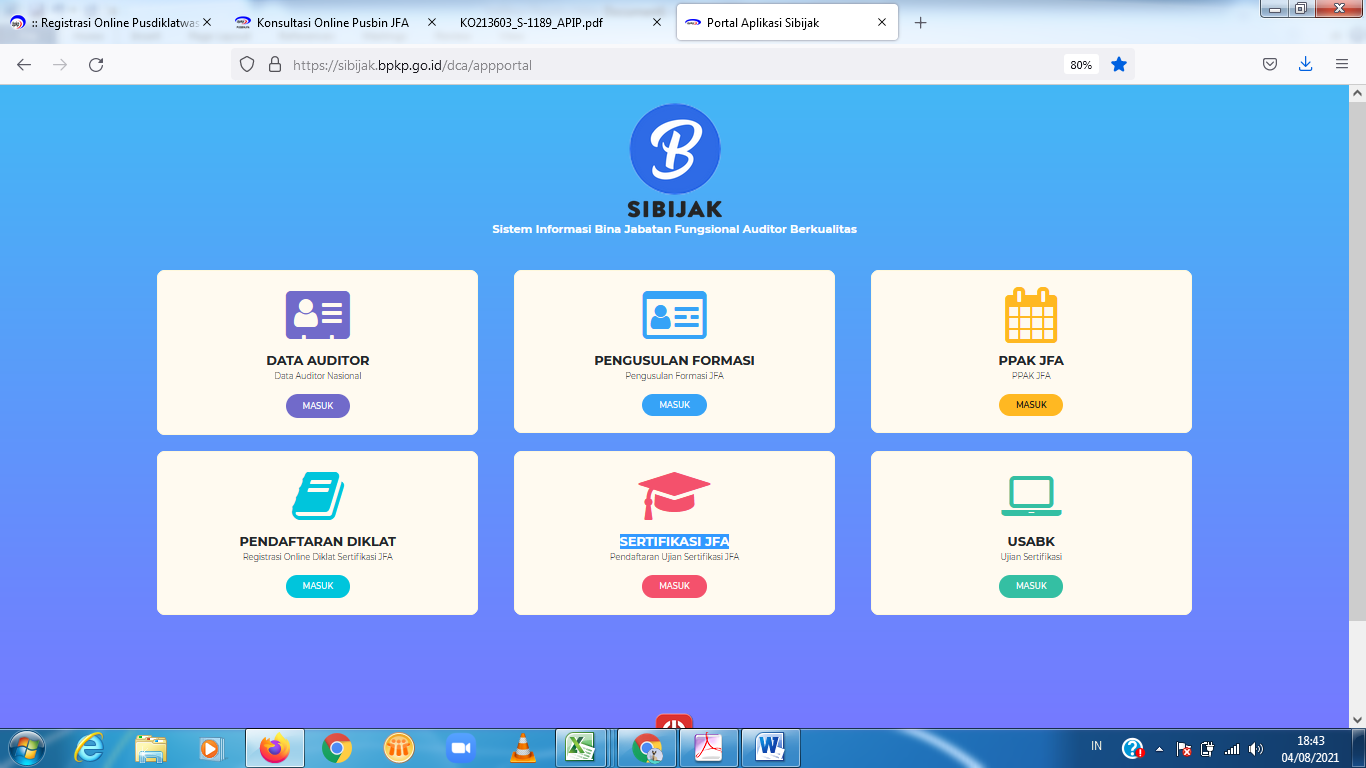 :: Registrasi Online Pusdiklatwas
Konsultasi Online Pusbin JFA
KO213603_S-1189_APIP.pdf
Portal Aplikasi Sibijak
https://sibijak.bpkp.go.id/dca/appportal
80%
B
SIBIJAK
Sistem Informasi Bina Jabatan Fungsional Auditor Berkualitas
DATA AUDITOR
Data Auditor Nasional
MASUK
PENGUSULAN FORMASI
Pengusulan Formasi JFA
MASUK
PPAK JFA
PPAK JFA
MASUK
PENDAFTARAN DIKLAT
Registrasi Online Diklat Sertifikasi JFA
MASUK
SERTIFIKASI JFA
Pendaftaran Ujian Sertifikasi JFA
MASUK
USABK
Ujian Sertifikasi
MASUK
IN
18:43
04/08/2021